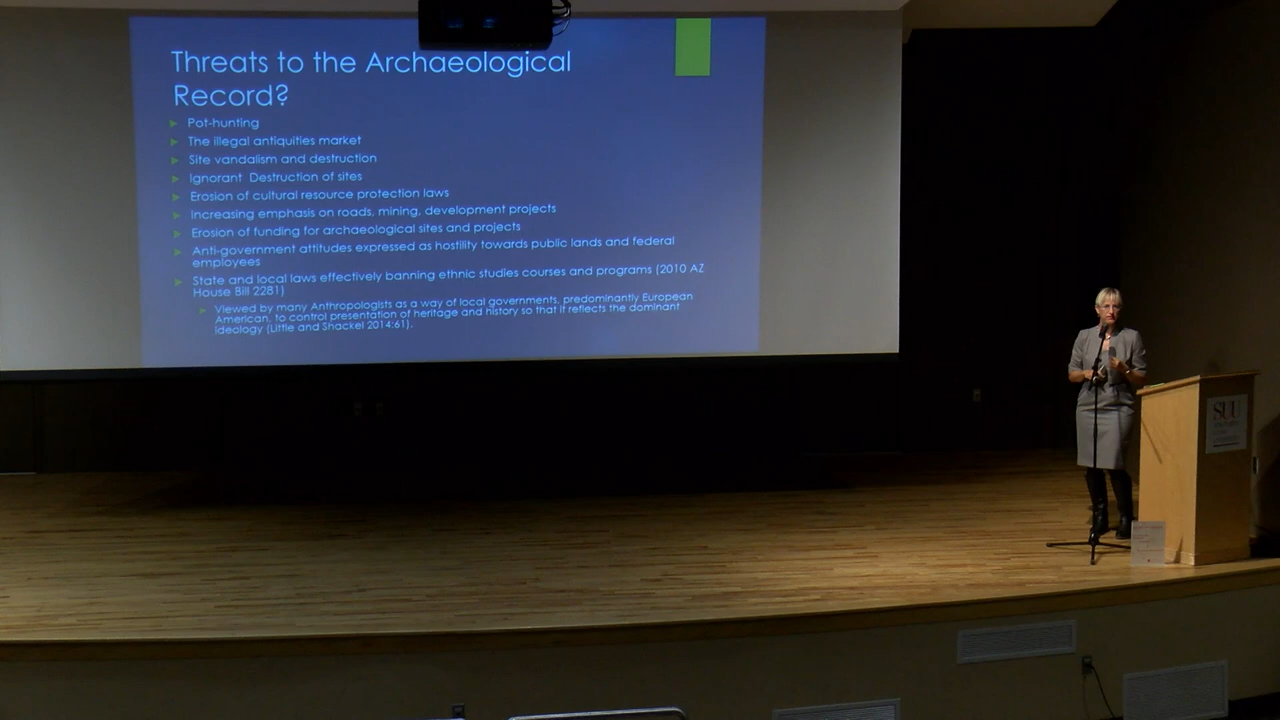 Threats to the Archaeological
Record?
Pot-hunting
The illegal antiquities market
Site vandalism and destruction
Ignorant Destruction of sites
Erosion of cultural resource protection laws
Increasing emphasis on roads, mining, development projects
Erosion of funding for archaeological sites and projects
Anti-government attitudes expressed as hostility towards public lands and federal
employees
State and local laws effectively banning ethnic studies courses and programs (2010 AZ
House Bill 2281)
Viewed by many Anthropologists as a way of local governments, predominantly European
American, to control presentation of heritage and history so that it reflects the dominant
ideology (Little and Shackel 2014:61).
SUU